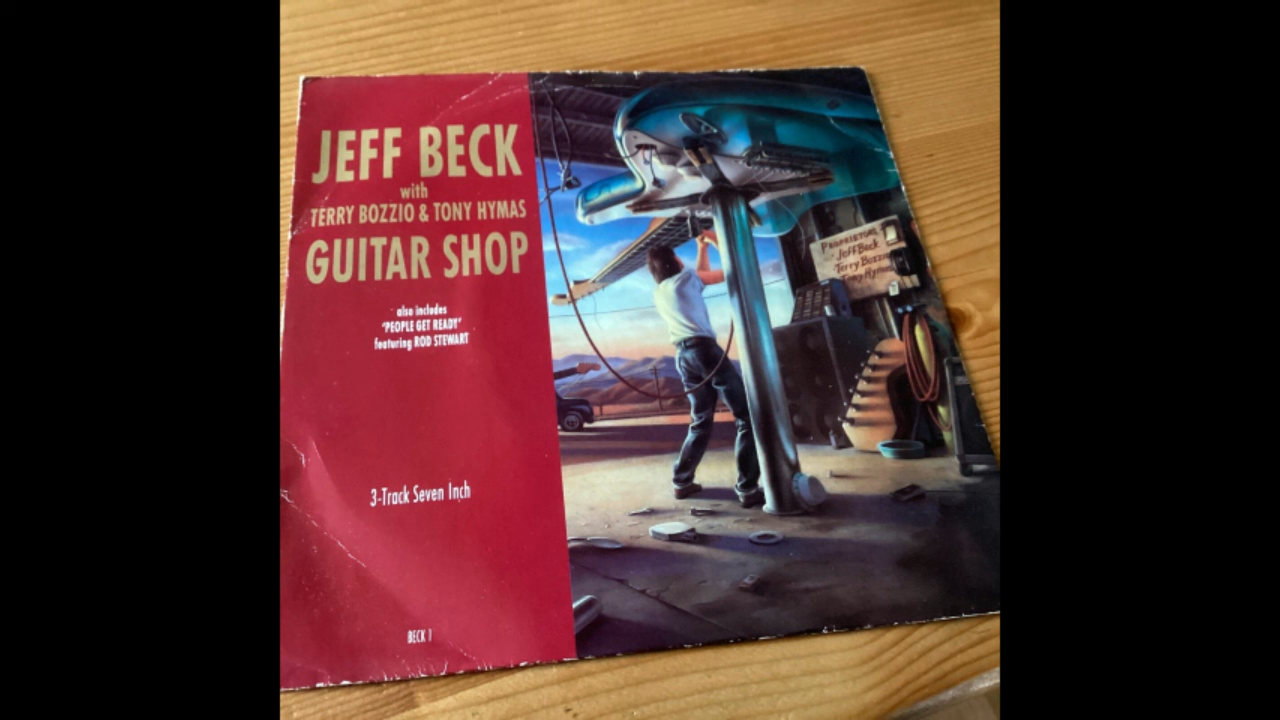 JEFF BECK
with
TERRY BOZZIO & TONY HYMAS
GUITAR SHOP
also includes
"PEOPLE GET READY"
featuring ROD STEWART
3-Track Seven Inch
BECK 1
PROPRIETORS
Jeff Beck
Terry Bozzio
Tony Hymas